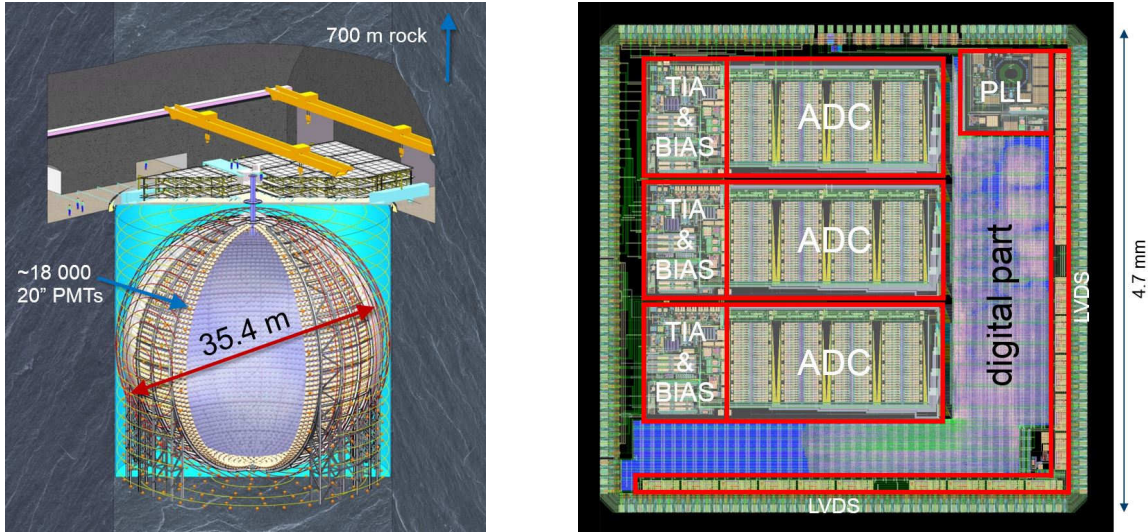 700 m rock
~18 000
20” PMTs
35.4 m
TIA
&
BIAS
ADC
PLL
TIA
&
BIAS
ADC
TIA
&
BIAS
ADC
digital part
LVDS
4.7 mm
LVDS